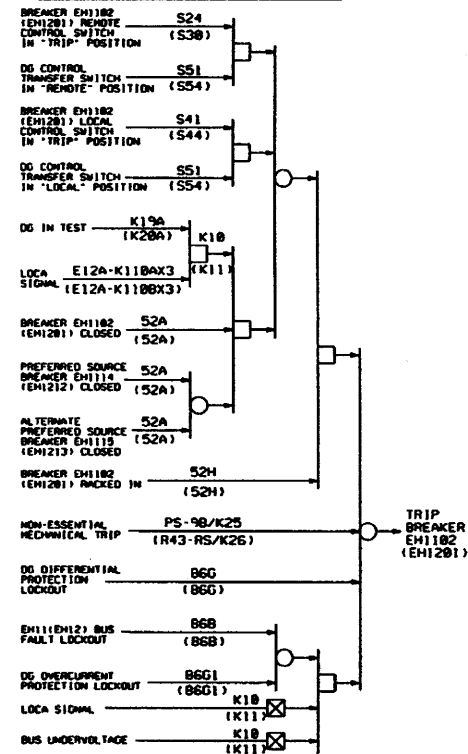 BREAKER EH1102
(EH1201) REMOTE
CONTROL SWITCH
IN "TRIP" POSITION
S24
(S30)
DG CONTROL
TRANSFER SWITCH
IN "REMOTE" POSITION
S51
(S54)
BREAKER EH1102
(EH1201) LOCAL
CONTROL SWITCH
IN "TRIP" POSITION
S41
(S44)
DG CONTROL
TRANSFER SWITCH
IN "LOCAL" POSITION
S51
(S54)
DG IN TEST
K19A
(K20A)
K10
(K11)
LOCA
SIGNAL
E12A-K110AX3
(E12A-K110BX3)
BREAKER EH1102
(EH1201) CLOSED
52A
(52A)
PREFERRED SOURCE
BREAKER EH1114
(EH1212) CLOSED
52A
(52A)
ALTERNATE
PREFERRED SOURCE
BREAKER EH1115
(EH1213) CLOSED
52A
(52A)
BREAKER EH1102
(EH1201) RACKED IN
52H
(52H)
NON-ESSENTIAL
MECHANICAL TRIP
PS-9B/K25
(R43-RS/K26)
TRIP
BREAKER
EH1102
(EH1201)
DG DIFFERENTIAL
PROTECTION
LOCKOUT
86G
(86G)
EH11(EH12) BUS
FAULT LOCKOUT
86B
(86B)
DG OVERCURRENT
PROTECTION LOCKOUT
86G1
(86G1)
LOCA SIGNAL
K10
(K11)
BUS UNDERVOLTAGE
K10
(K11)